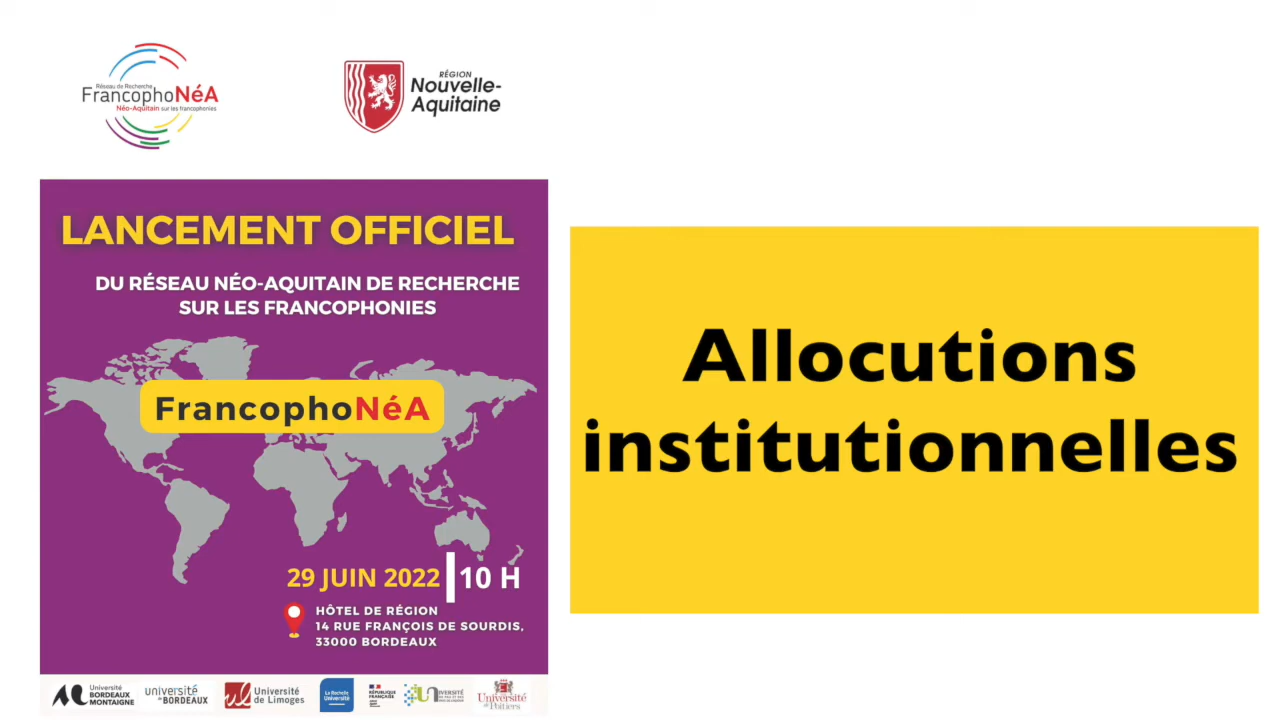 Réseau de Recherche
FrancophoNéA
Néo-Aquitain sur les francophonies
RÉGION
Nouvelle-
Aquitaine
LANCEMENT OFFICIEL
DU RÉSEAU NÉO-AQUITAIN DE RECHERCHE
SUR LES FRANCOPHONIES
FrancophoNéA
29 JUIN 2022 10 H
HÔTEL DE RÉGION
14 RUE FRANÇOIS DE SOURDIS,
33000 BORDEAUX
Université
BORDEAUX
MONTAIGNE
université
de BORDEAUX
Université
de Limoges
La Rochelle
Université
RÉPUBLIQUE
FRANÇAISE
Université
de Poitiers
Allocutions
institutionnelles